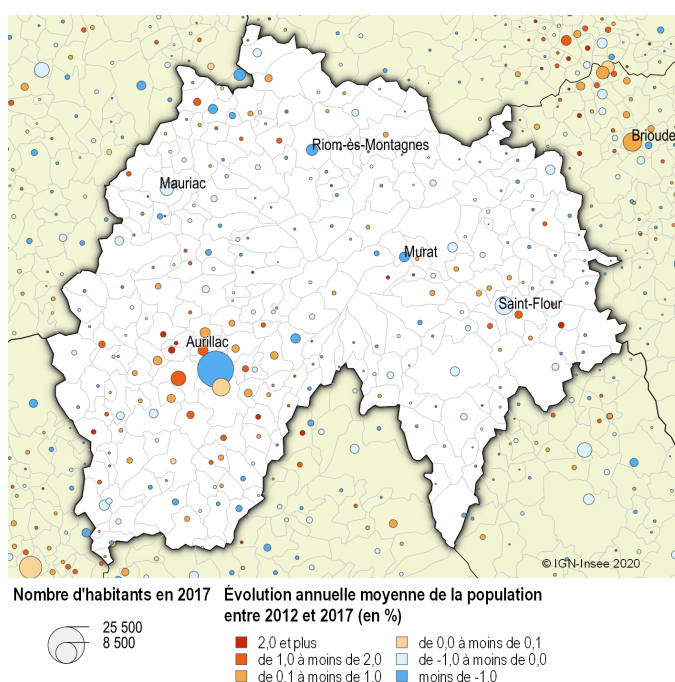 Brioude
Riom-ès-Montagnes
Mauriac
Murat
Saint-Flour
Aurillac
© IGN-Insee 2020
Nombre d'habitants en 2017
25 500
8 500
Évolution annuelle moyenne de la population
entre 2012 et 2017 (en %)
2,0 et plus
de 1,0 à moins de 2,0
de 0,1 à moins de 1,0
de 0,0 à moins de 0,1
de -1,0 à moins de 0,0
moins de -1,0